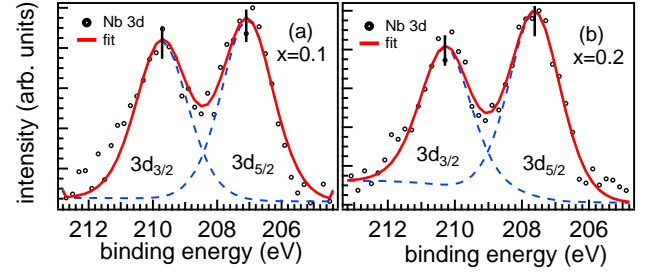 intensity (arb. units)
Nb 3d
fit
(a)
x=0.1
3d3/2
3d5/2
212
210
208
206
binding energy (eV)
Nb 3d
fit
(b)
x=0.2
3d3/2
3d5/2
212
210
208
206
binding energy (eV)